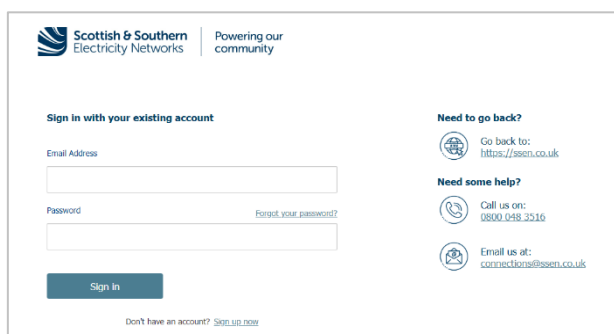 Scottish & Southern
Electricity Networks
Powering our
community
Sign in with your existing account
Email Address
Password
Forgot your password?
Sign in
Don't have an account? Sign up now
Need to go back?
Go back to:
https://ssen.co.uk
Need some help?
Call us on:
0800 048 3516
Email us at:
connections@ssen.co.uk